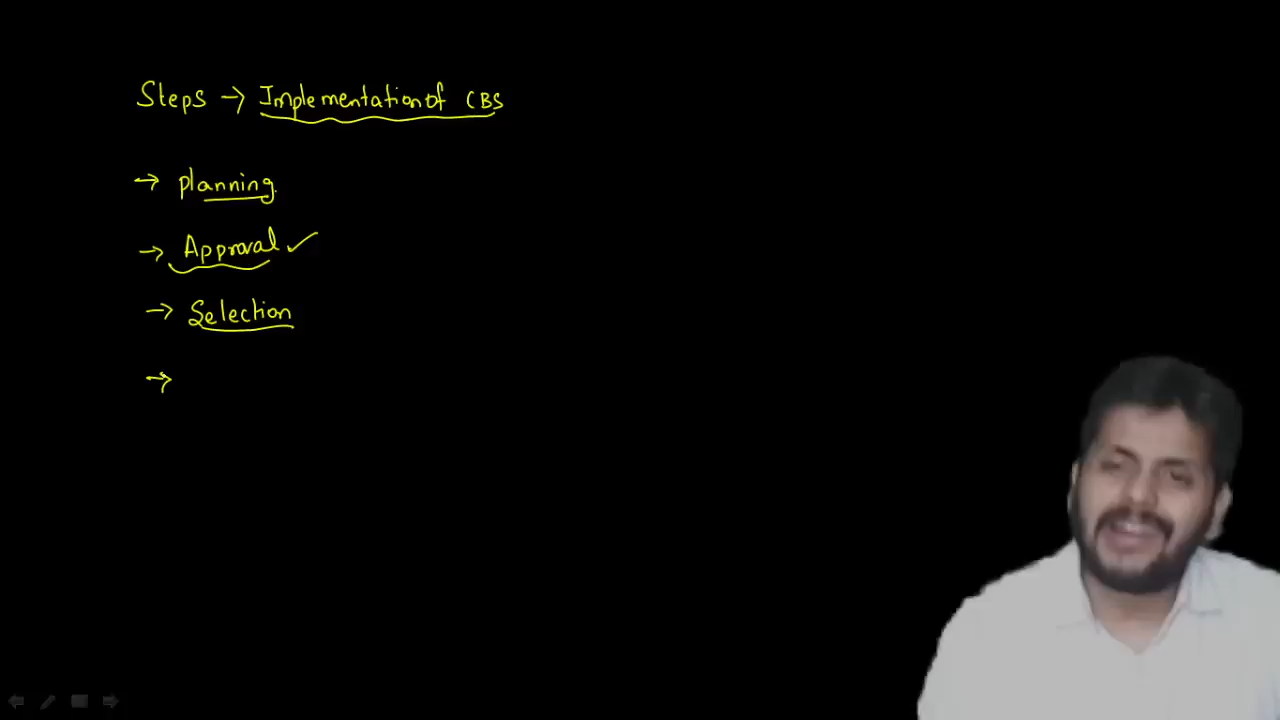 Steps → Implementation of CBS
→ planning
→ Approval ✓
→ Selection
→